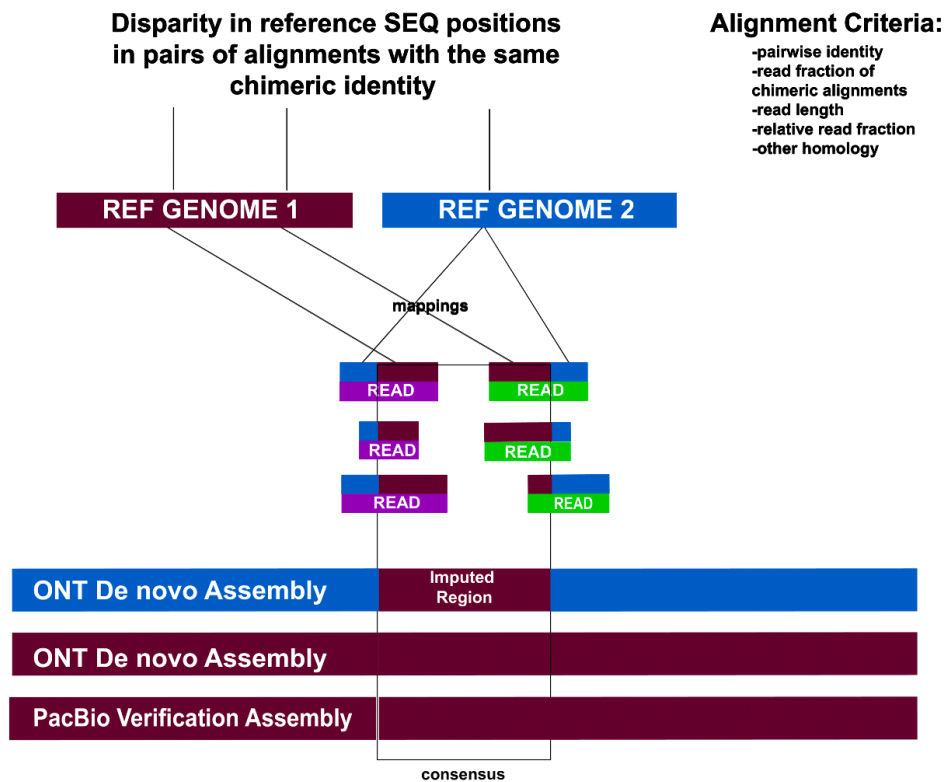 Disparity in reference SEQ positions
in pairs of alignments with the same
chimeric identity
Alignment Criteria:
-pairwise identity
-read fraction of
chimeric alignments
-read length
-relative read fraction
-other homology
REF GENOME 1
REF GENOME 2
mappings
READ
READ
READ
READ
READ
READ
ONT De novo Assembly
Imputed
Region
ONT De novo Assembly
PacBio Verification Assembly
consensus